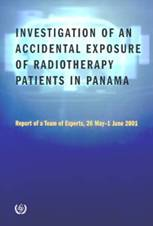 INVESTIGATION OF AN
ACCIDENTAL EXPOSURE
OF RADIOTHERAPY
PATIENTS IN PANAMA
Report of a Team of Experts, 26 May–1 June 2001